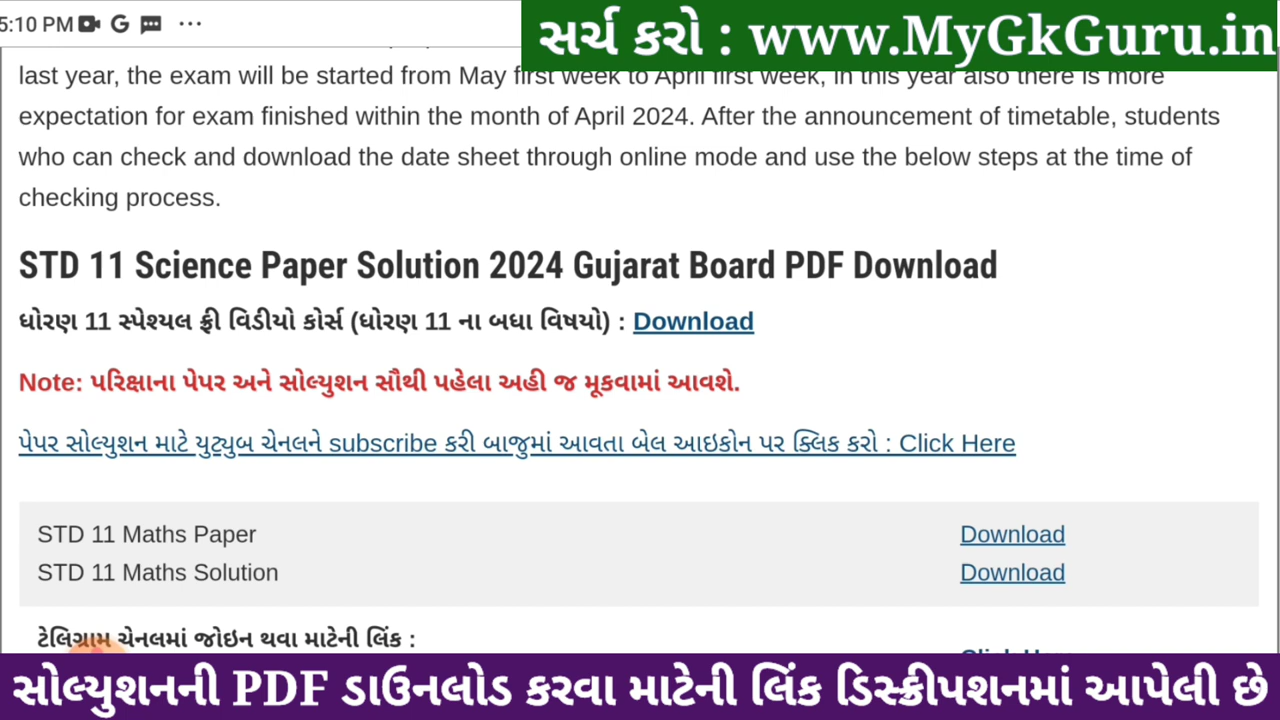 5:10 PM
સર્ચ કરો : www.MyGkGuru.in
last year, the exam will be started from May first week to April first week, in this year also there is more
expectation for exam finished within the month of April 2024. After the announcement of timetable, students
who can check and download the date sheet through online mode and use the below steps at the time of
checking process.
STD 11 Science Paper Solution 2024 Gujarat Board PDF Download
ધોરણ 11 સ્પેશ્યલ ફ્રી વિડીયો કોર્સ (ધોરણ 11 ના બધા વિષયો) : Download
Note: પરિક્ષાના પેપર અને સોલ્યુશન સૌથી પહેલા અહી જ મૂકવામાં આવશે.
પેપર સોલ્યુશન માટે યુટ્યુબ ચેનલને subscribe કરી બાજુમાં આવતા બેલ આઇકોન પર ક્લિક કરો : Click Here
STD 11 Maths Paper Download
STD 11 Maths Solution Download
ટેલિગ્રામ ચેનલમાં જોઇન થવા માટેની લિંક :
Click Here
સોલ્યુશનની PDF ડાઉનલોડ કરવા માટેની લિંક ડિસ્ક્રીપશનમાં આપેલી છે